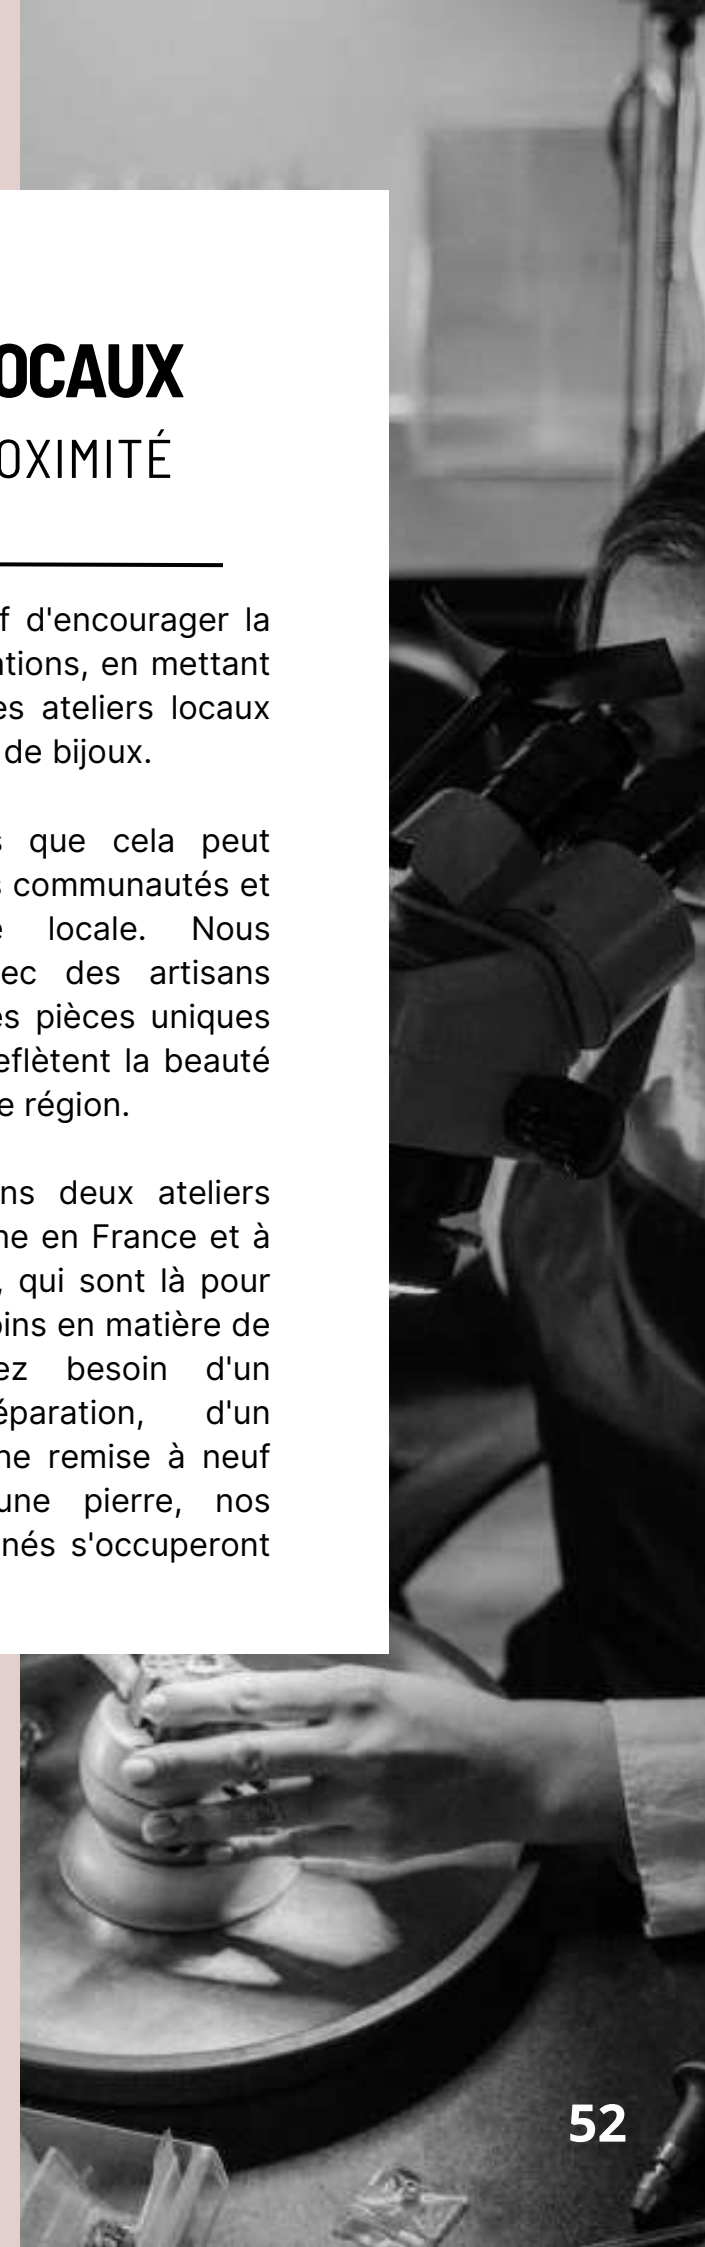 OCAUX
OXIMITÉ
f d'encourager la
ations, en mettant
es ateliers locaux
de bijoux.
s que cela peut
s communautés et
e locale. Nous
vec des artisans
es pièces uniques
eflètent la beauté
e région.
ns deux ateliers
ne en France et à
, qui sont là pour
oins en matière de
ez besoin d'un
éparation, d'un
ne remise à neuf
une pierre, nos
nés s'occuperont
52